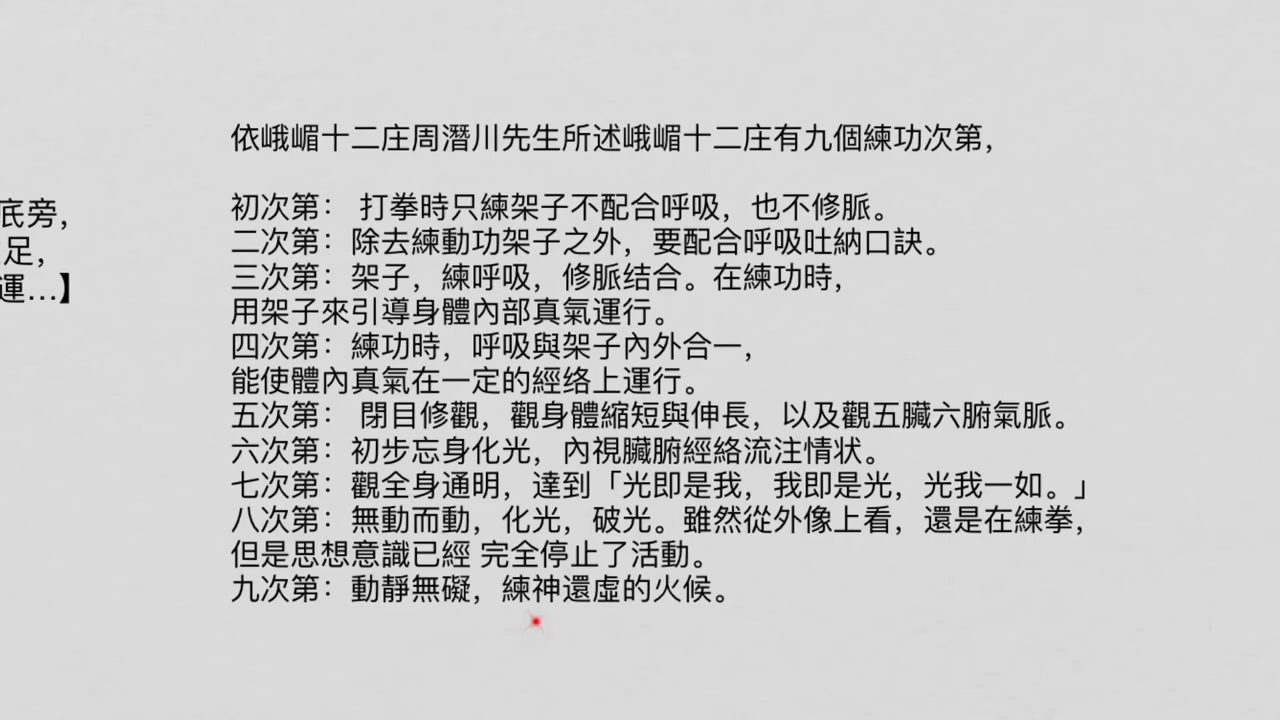 依峨嵋十二庄周潛川先生所述峨嵋十二庄有九個練功次第，
初次第： 打拳時只練架子不配合呼吸，也不修脈。
二次第：除去練動功架子之外，要配合呼吸吐納口訣。
三次第：架子，練呼吸，修脈结合。在練功時，
用架子來引導身體內部真氣運行。
四次第：練功時，呼吸與架子內外合一，
能使體內真氣在一定的經络上運行。
五次第： 閉目修觀，觀身體縮短與伸長，以及觀五臟六腑氣脈。
六次第：初步忘身化光，內視臟腑經絡流注情状。
七次第：觀全身通明，達到「光即是我，我即是光，光我一如。」
八次第：無動而動，化光，破光。雖然從外像上看，還是在練拳，
但是思想意識已經 完全停止了活動。
九次第：動靜無礙，練神還虛的火候。
底旁，
足，
運…】